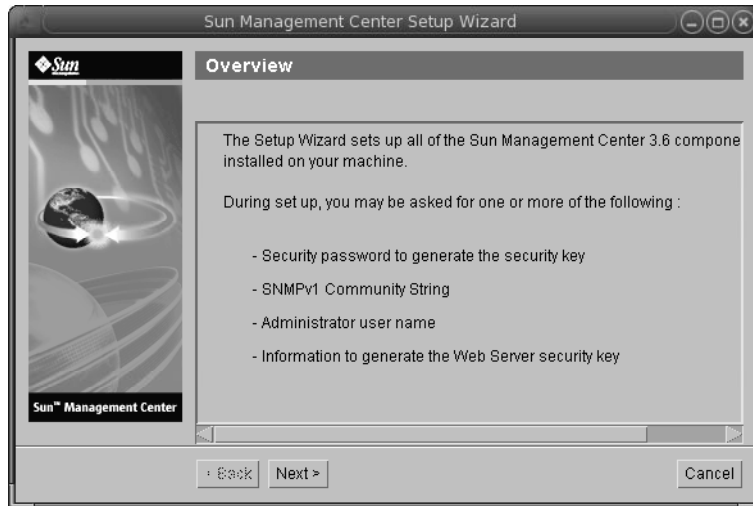 Sun Management Center Setup Wizard
Sun
Overview
The Setup Wizard sets up all of the Sun Management Center 3.6 compone
installed on your machine.
During set up, you may be asked for one or more of the following :
- Security password to generate the security key
- SNMPv1 Community String
- Administrator user name
- Information to generate the Web Server security key
Sun™ Management Center
< Back Next > Cancel